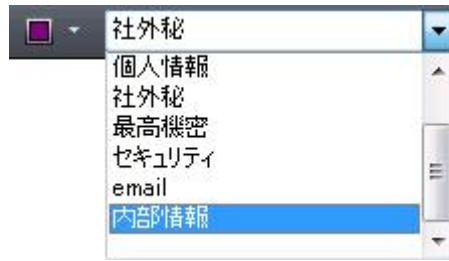 社外秘
個人情報
社外秘
最高機密
セキュリティ
email
内部情報